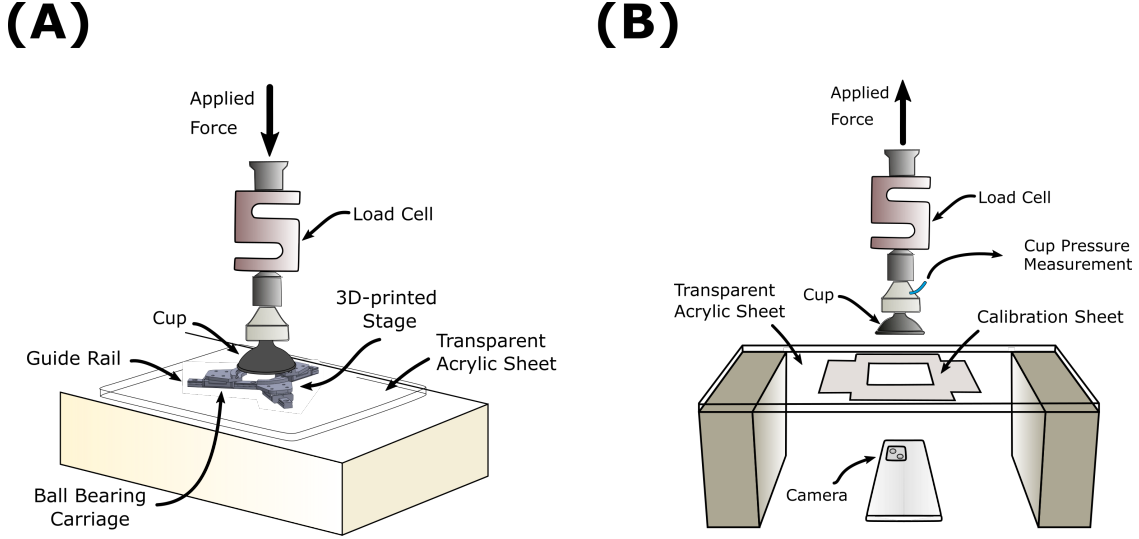 (A)
Applied
Force
Load Cell
3D-printed
Stage
Cup
Guide Rail
Transparent
Acrylic Sheet
Ball Bearing
Carriage
(B)
Applied
Force
Load Cell
Cup Pressure
Measurement
Transparent
Acrylic Sheet
Cup
Calibration Sheet
Camera